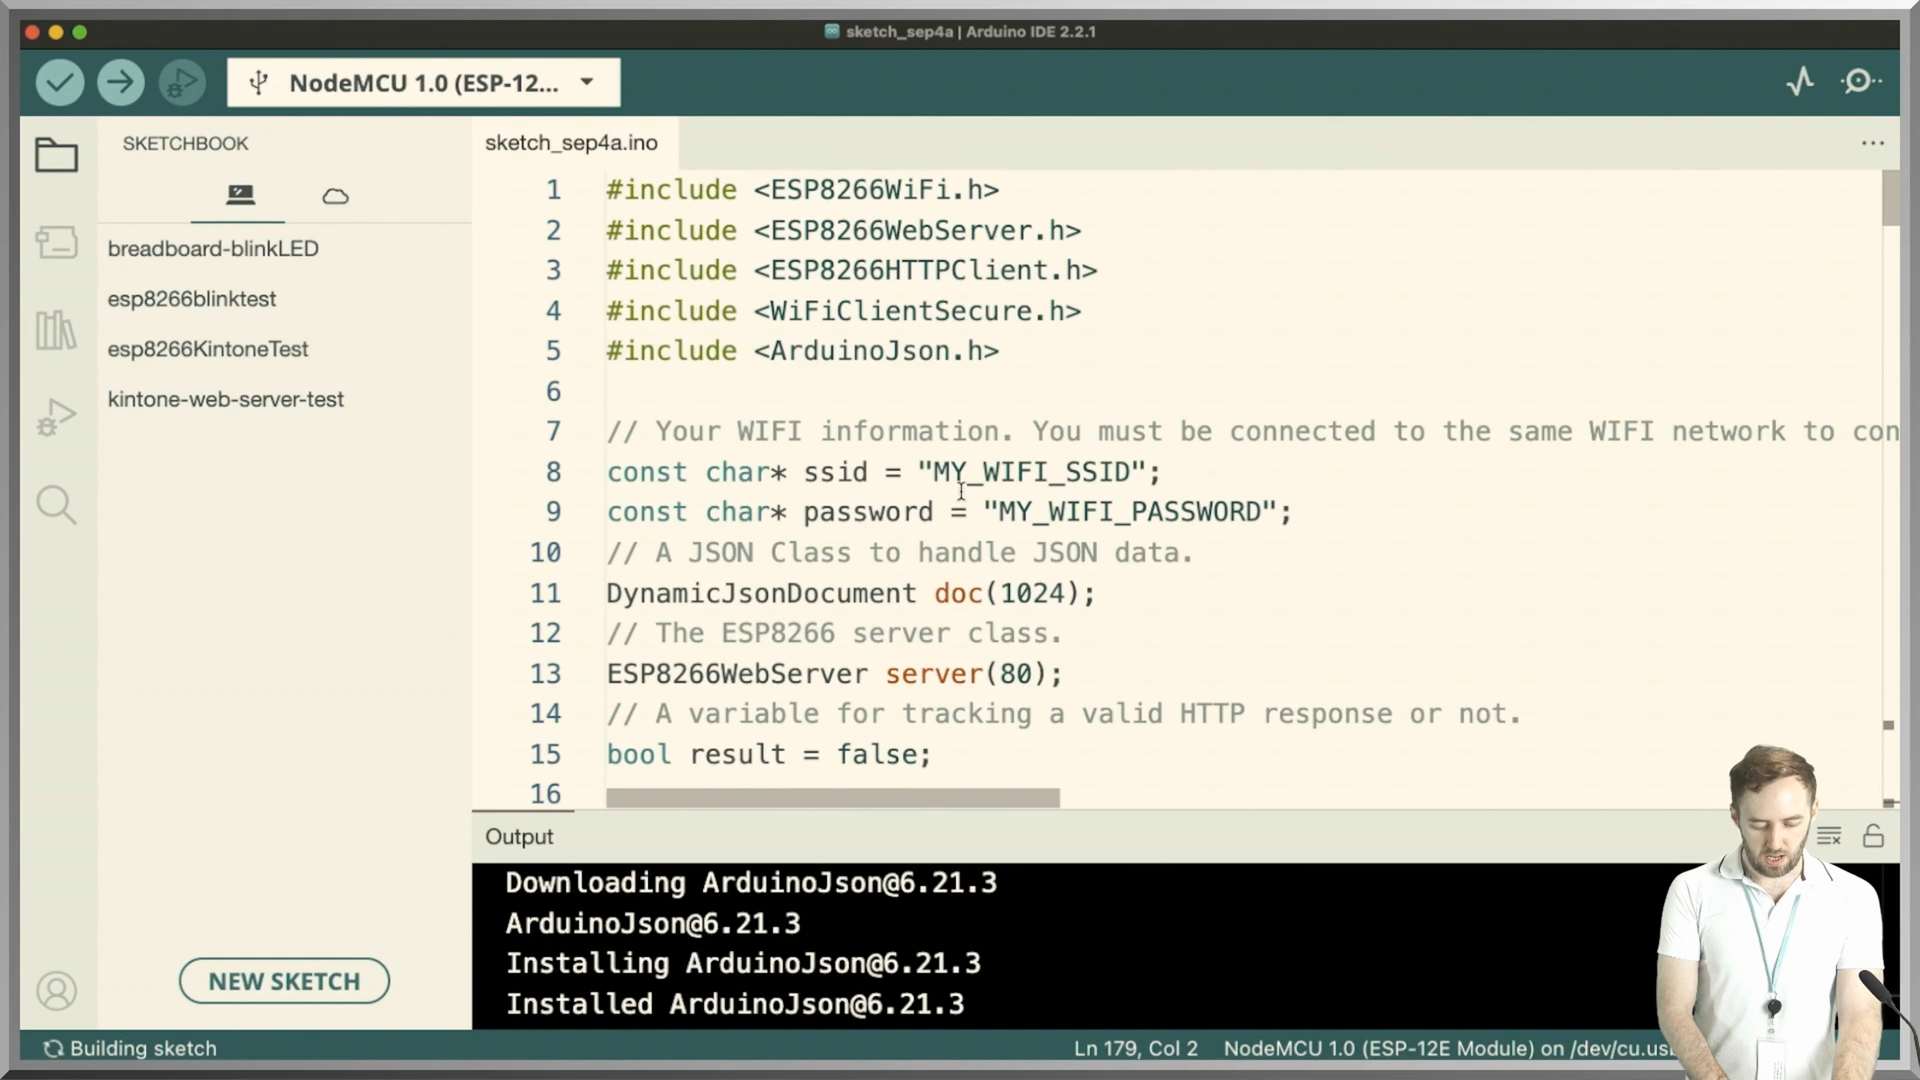 sketch_sep4a | Arduino IDE 2.2.1
NodeMCU 1.0 (ESP-12...
SKETCHBOOK
breadboard-blinkLED
esp8266blinktest
esp8266KintoneTest
kintone-web-server-test
NEW SKETCH
sketch_sep4a.ino
1 #include <ESP8266WiFi.h>
2 #include <ESP8266WebServer.h>
3 #include <ESP8266HTTPClient.h>
4 #include <WiFiClientSecure.h>
5 #include <ArduinoJson.h>
6
7 // Your WIFI information. You must be connected to the same WIFI network to con
8 const char* ssid = "MY_WIFI_SSID";
9 const char* password = "MY_WIFI_PASSWORD";
10 // A JSON Class to handle JSON data.
11 DynamicJsonDocument doc(1024);
12 // The ESP8266 server class.
13 ESP8266WebServer server(80);
14 // A variable for tracking a valid HTTP response or not.
15 bool result = false;
16
Output
Downloading ArduinoJson@6.21.3
ArduinoJson@6.21.3
Installing ArduinoJson@6.21.3
Installed ArduinoJson@6.21.3
Building sketch
Ln 179, Col 2 NodeMCU 1.0 (ESP-12E Module) on /dev/cu.usb